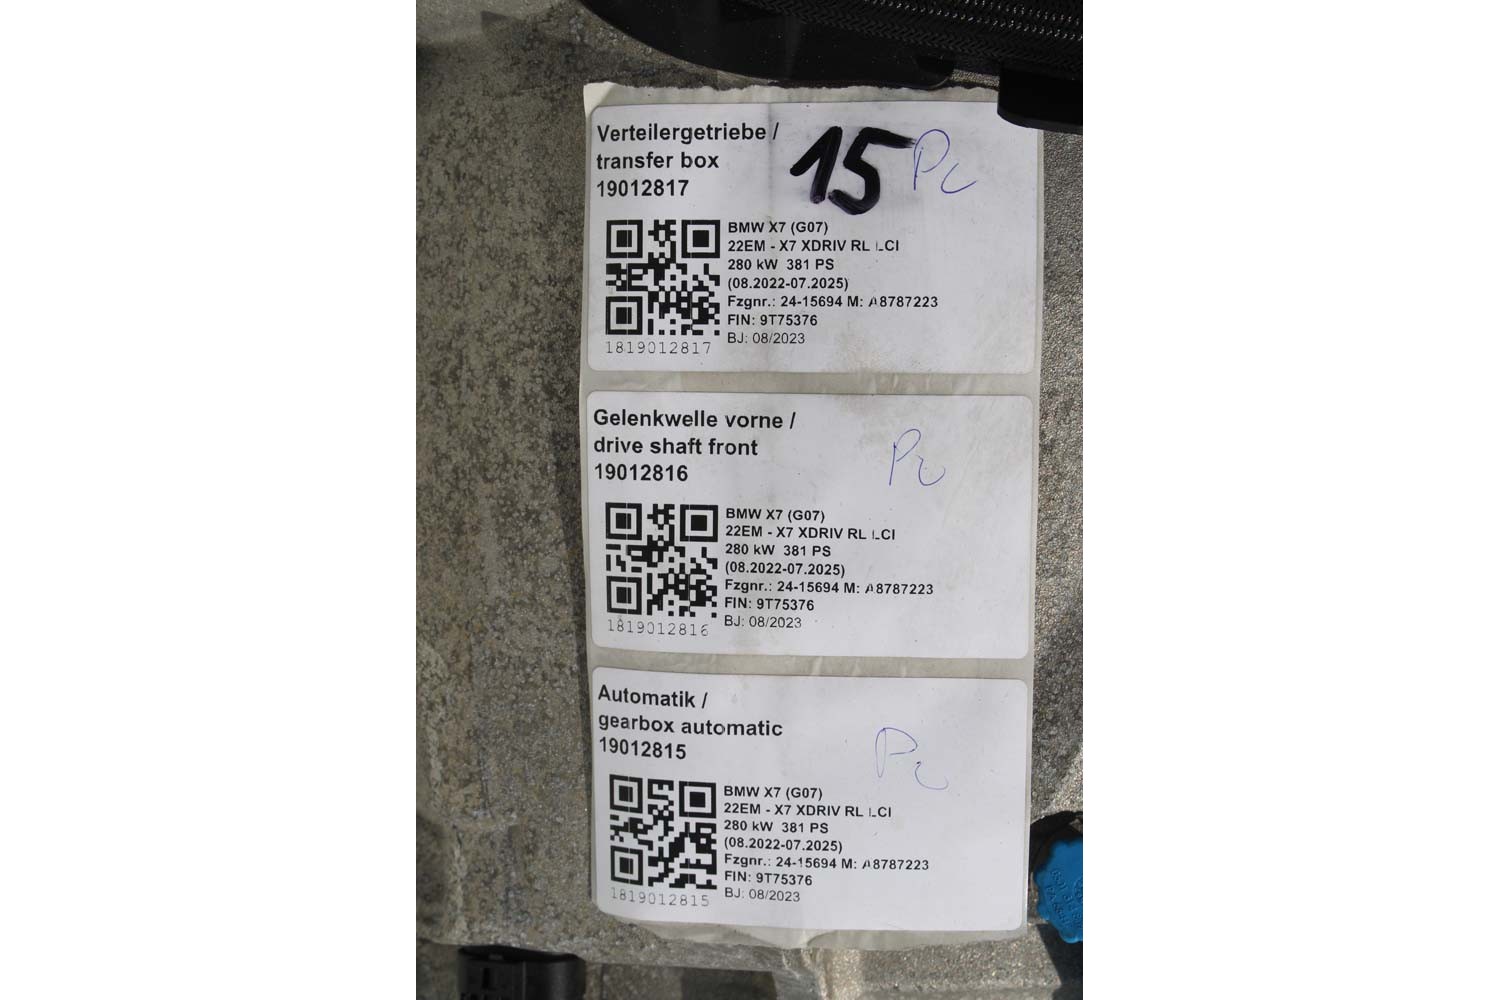 Verteilergetriebe /
transfer box
19012817
15 Pc
BMW X7 (G07)
22EM - X7 XDRIV RL LCI
280 kW 381 PS
(08.2022-07.2025)
Fzgnr.: 24-15694 M: A8787223
FIN: 9T75376
BJ: 08/2023
1819012817
Gelenkwelle vorne /
drive shaft front
19012816
Pc
BMW X7 (G07)
22EM - X7 XDRIV RL LCI
280 kW 381 PS
(08.2022-07.2025)
Fzgnr.: 24-15694 M: A8787223
FIN: 9T75376
BJ: 08/2023
1819012816
Automatik /
gearbox automatic
19012815
Pc
BMW X7 (G07)
22EM - X7 XDRIV RL LCI
280 kW 381 PS
(08.2022-07.2025)
Fzgnr.: 24-15694 M: A8787223
FIN: 9T75376
BJ: 08/2023
1819012815